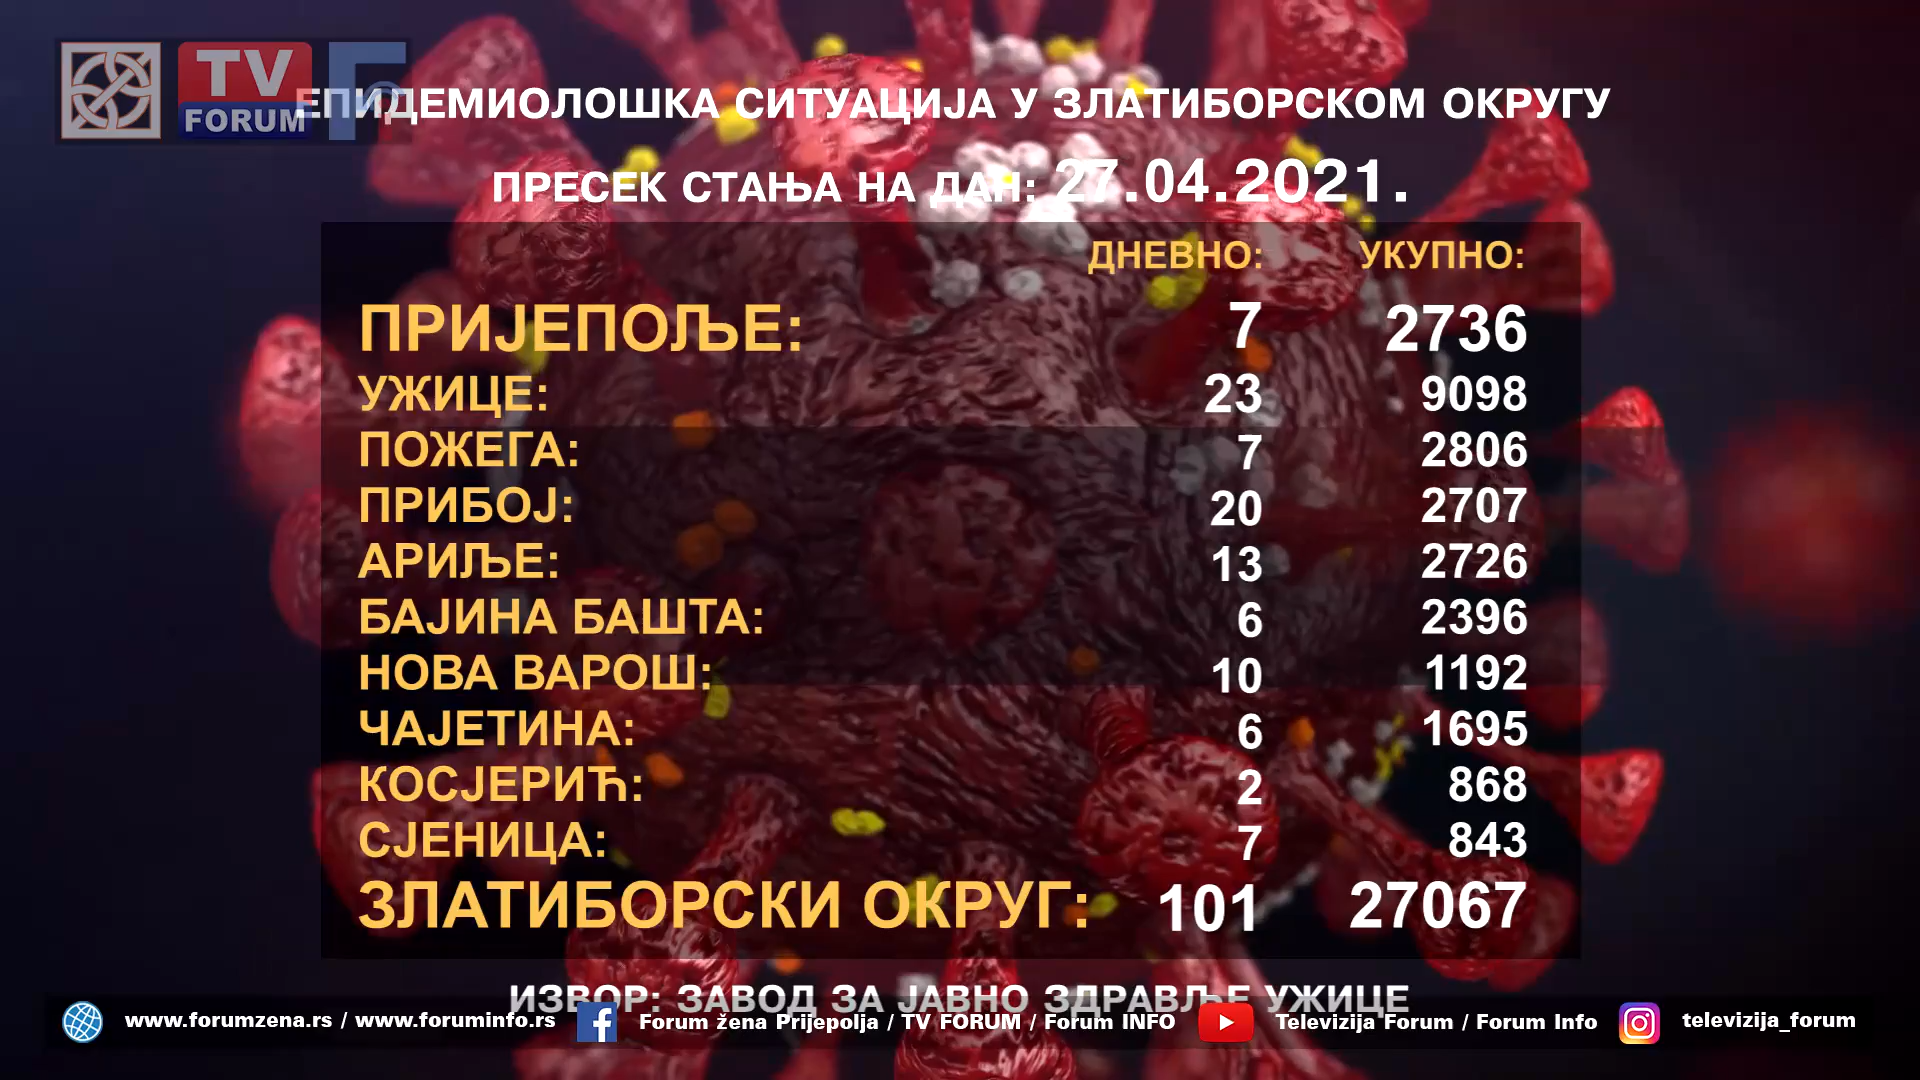 TV
FORUM
ЕПИДЕМИОЛОШКА СИТУАЦИЈА У ЗЛАТИБОРСКОМ ОКРУГУ
ПРЕСЕК СТАЊА НА ДАН: 27.04.2021.
ДНЕВНО: УКУПНО:
ПРИЈЕПОЉЕ: 7 2736
УЖИЦЕ: 23 9098
ПОЖЕГА: 7 2806
ПРИБОЈ: 20 2707
АРИЉЕ: 13 2726
БАЈИНА БАШТА: 6 2396
НОВА ВАРОШ: 10 1192
ЧАЈЕТИНА: 6 1695
КОСЈЕРИЋ: 2 868
СЈЕНИЦА: 7 843
ЗЛАТИБОРСКИ ОКРУГ: 101 27067
ИЗВОР: ЗАВОД ЗА ЈАВНО ЗДРАВЉЕ УЖИЦЕ
www.forumzena.rs / www.foruminfo.rs Forum žena Prijepolja / TV FORUM / Forum INFO Televizija Forum / Forum Info televizija_forum